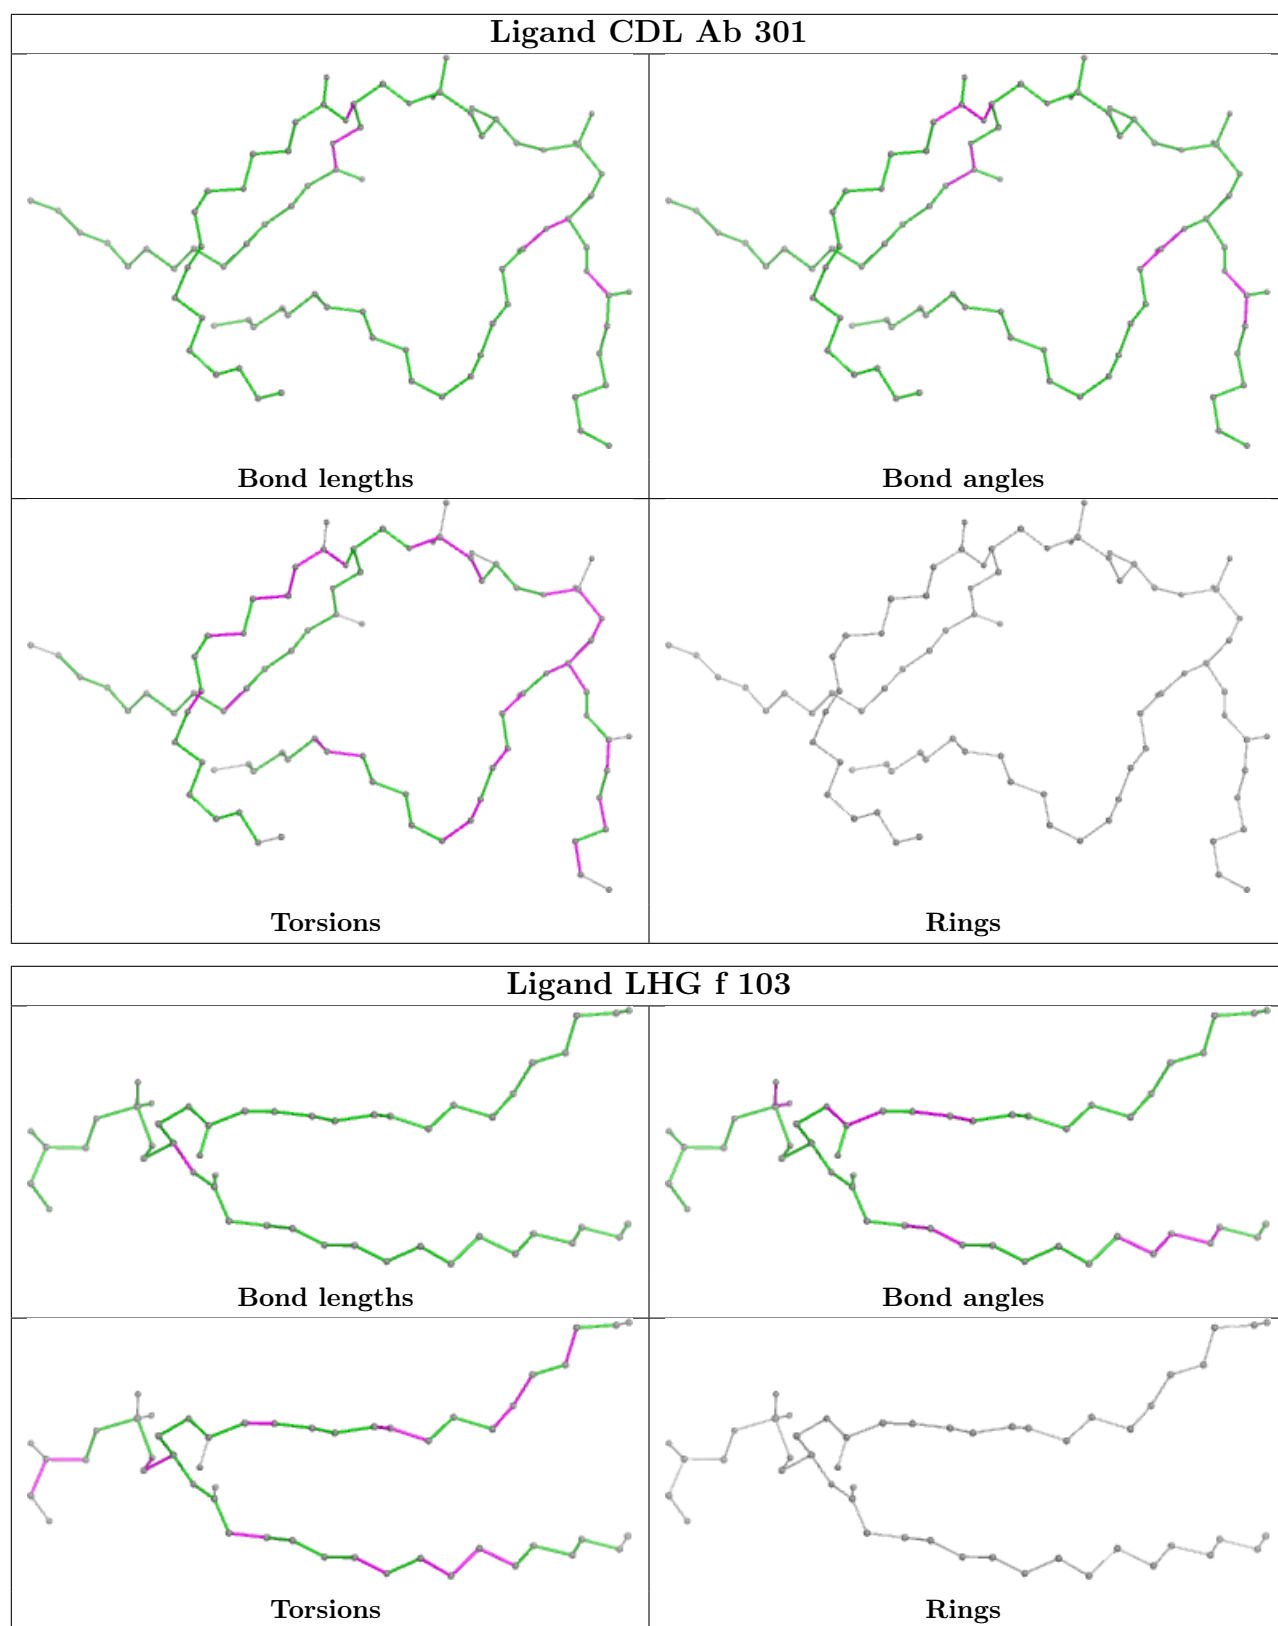 Ligand CDL Ab 301
Bond lengths
Bond angles
Torsions
Rings
Ligand LHG f 103
Bond lengths
Bond angles
Torsions
Rings